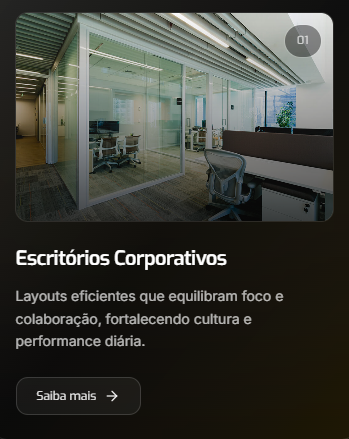 01
Escritórios Corporativos
Layouts eficientes que equilibram foco e
colaboração, fortalecendo cultura e
performance diária.
Saiba mais →